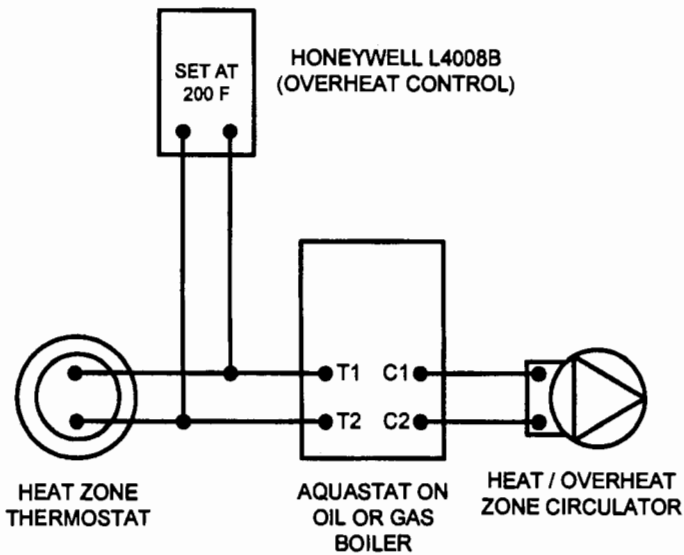 HONEYWELL L4008B
(OVERHEAT CONTROL)
SET AT
200 F
T1 C1
T2 C2
HEAT ZONE
THERMOSTAT
AQUASTAT ON
OIL OR GAS
BOILER
HEAT / OVERHEAT
ZONE CIRCULATOR